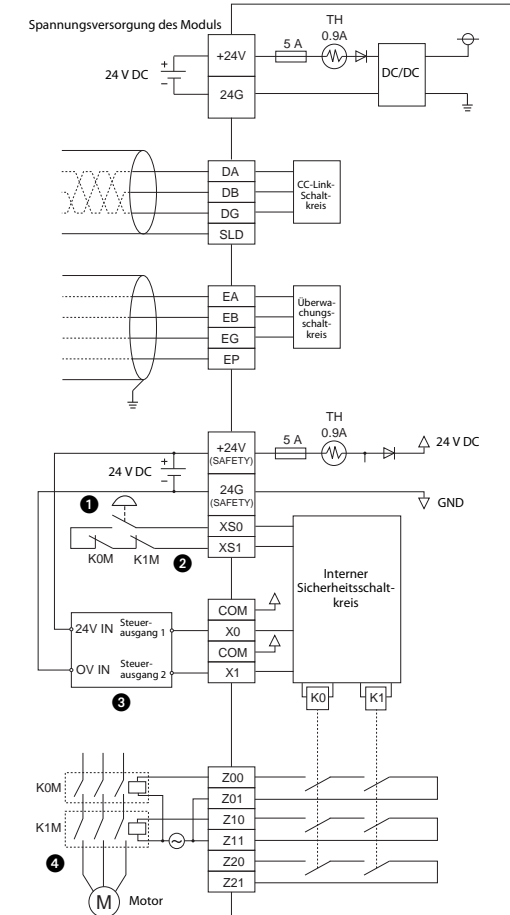 Spannungsversorgung des Moduls
TH
0.9A
5 A
+24V
24 V DC
+
–
DC/DC
24G
DA
DB
DG
SLD
CC-Link-
Schalt-
kreis
EA
EB
EG
EP
Überwa-
chungs-
schalt-
kreis
TH
0.9A
5 A
+24V
(SAFETY)
24 V DC
24 V DC
+
–
24G
(SAFETY)
GND
1
XS0
XS1
K0M
K1M
2
Interner
Sicherheitsschalt-
kreis
COM
X0
COM
X1
24V IN
Steuer-
ausgang 1
OV IN
Steuer-
ausgang 2
3
K0
K1
K0M
K1M
4
Z00
Z01
Z10
Z11
Z20
Z21
M
Motor